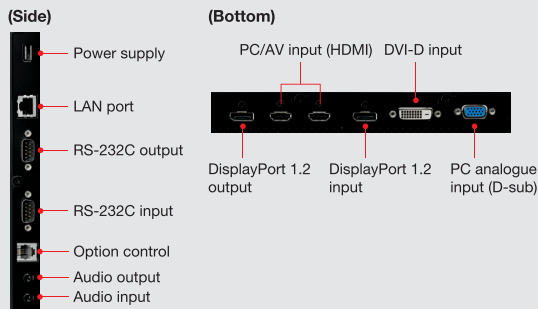 (Side)
Power supply
LAN port
RS-232C output
RS-232C input
Option control
Audio output
Audio input
(Bottom)
PC/AV input (HDMI)
DVI-D input
DisplayPort 1.2
output
DisplayPort 1.2
input
PC analogue
input (D-sub)